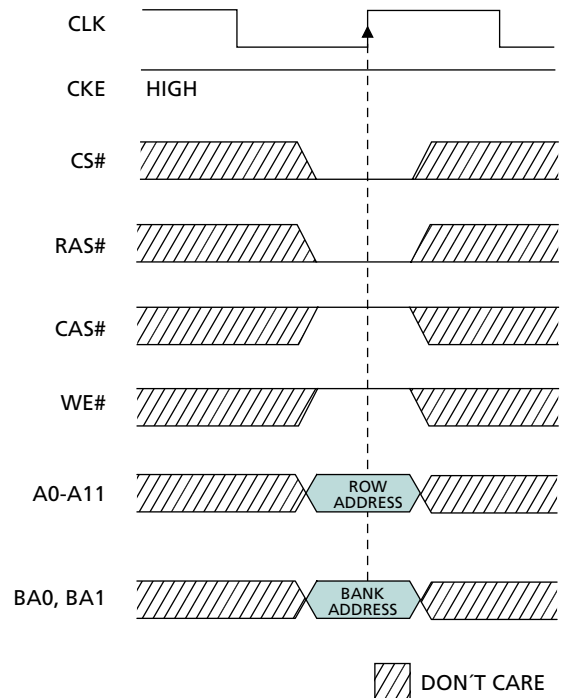 CLK
CKE HIGH
CS#
RAS#
CAS#
WE#
A0-A11 ROW
ADDRESS
BA0, BA1 BANK
ADDRESS
DON´T CARE